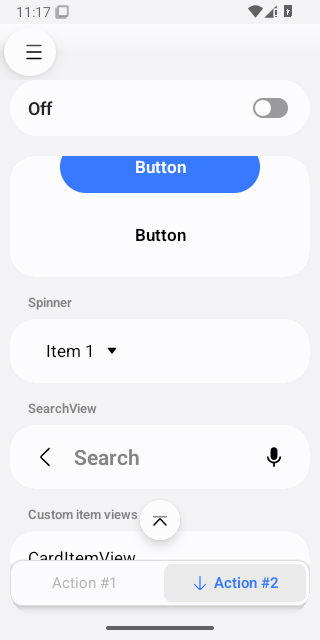 11:17
Off
Button
Button
Spinner
Item 1
SearchView
Search
Custom item views
CardItemView
Action #1
Action #2